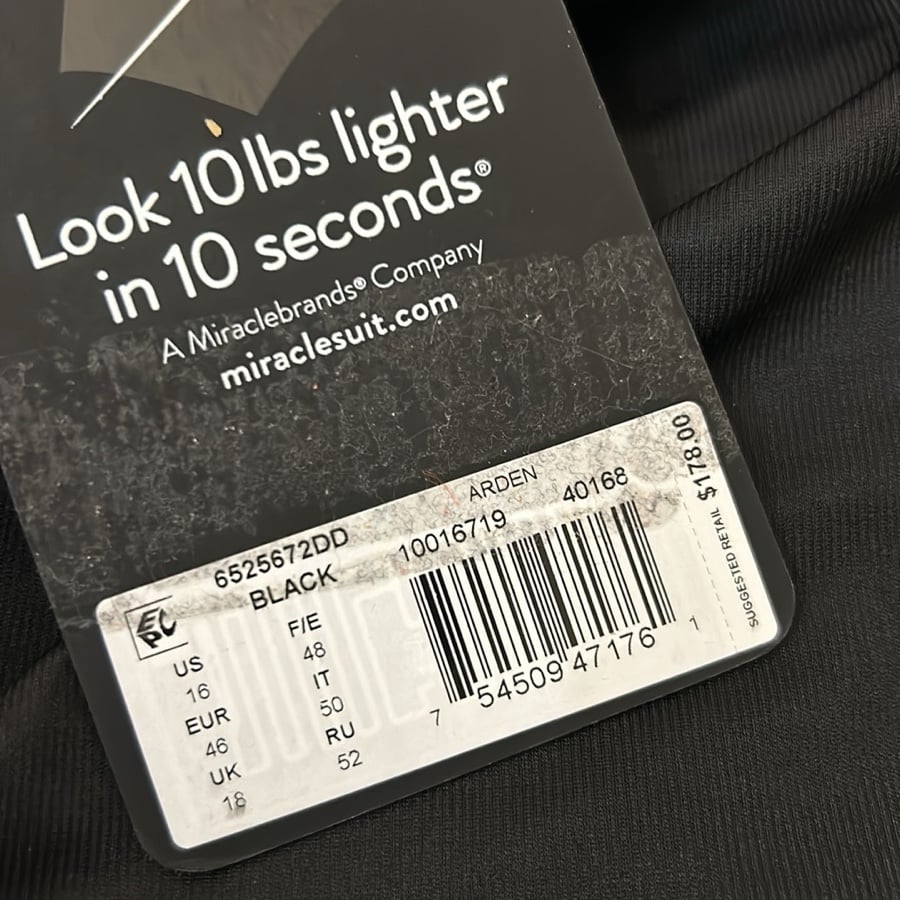 Look 10 lbs lighter
in 10 seconds®
A Miraclebrands® Company
miraclesuit.com
ARDEN
6525672DD 10016719 40168
BLACK
US F/E
16 48
EUR IT
46 50
UK RU
18 52
7 54509 47176 1
SUGGESTED RETAIL $178.00